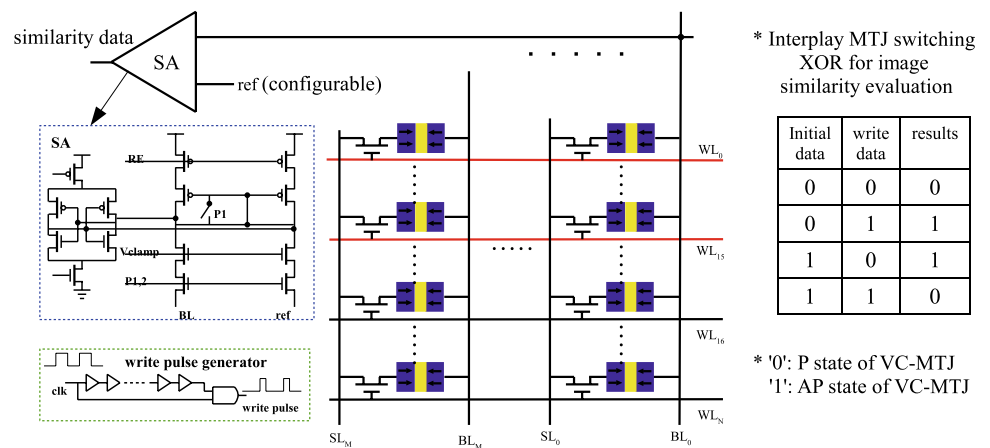 similarity data
SA
ref (configurable)
* Interplay MTJ switching
XOR for image
similarity evaluation
SA
RE
P1
Vclamp
P1,2
BL
ref
write pulse generator
clk
write pulse
WL0
WL15
WL16
WLN
SLM
BLM
SL0
BL0
Initial data write data results
0 0 0
0 1 1
1 0 1
1 1 0
* '0': P state of VC-MTJ
'1': AP state of VC-MTJ